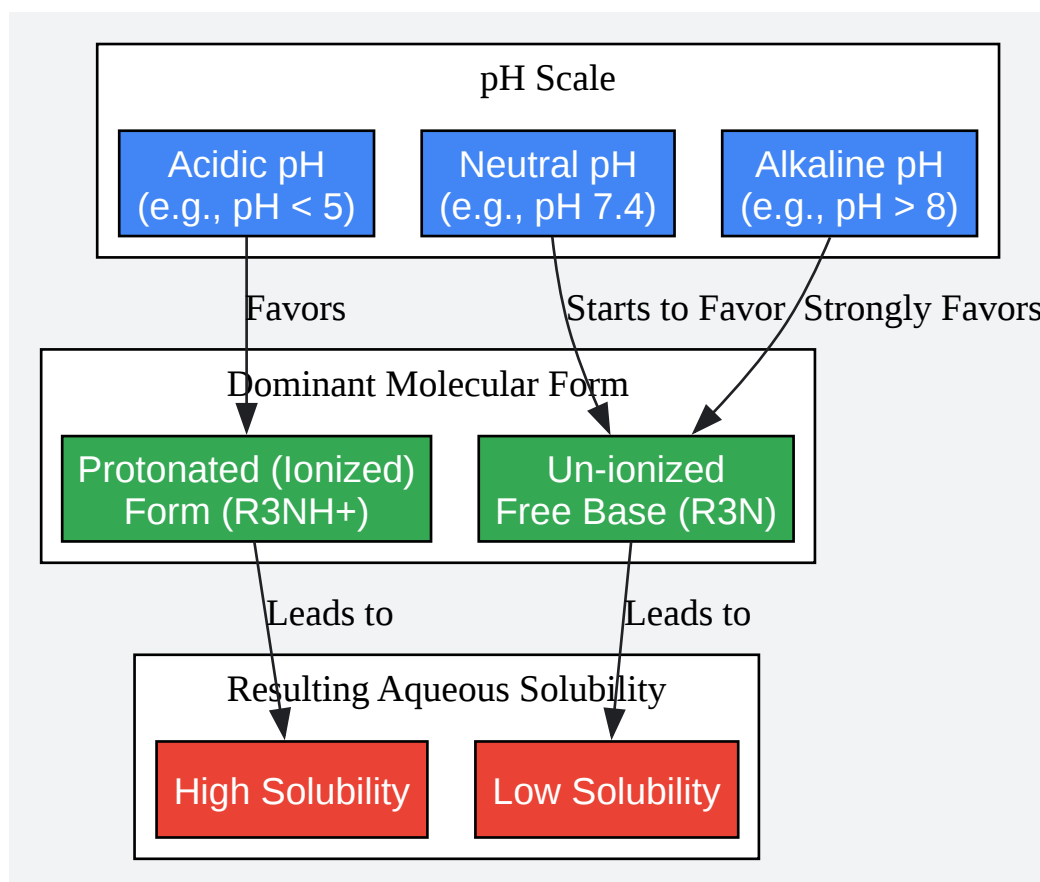 pH Scale
Acidic pH
(e.g., pH < 5)
Neutral pH
(e.g., pH 7.4)
Alkaline pH
(e.g., pH > 8)
Favors
Starts to Favor
Strongly Favors
Dominant Molecular Form
Protonated (Ionized)
Form (R3NH+)
Un-ionized
Free Base (R3N)
Leads to
Leads to
Resulting Aqueous Solubility
High Solubility
Low Solubility